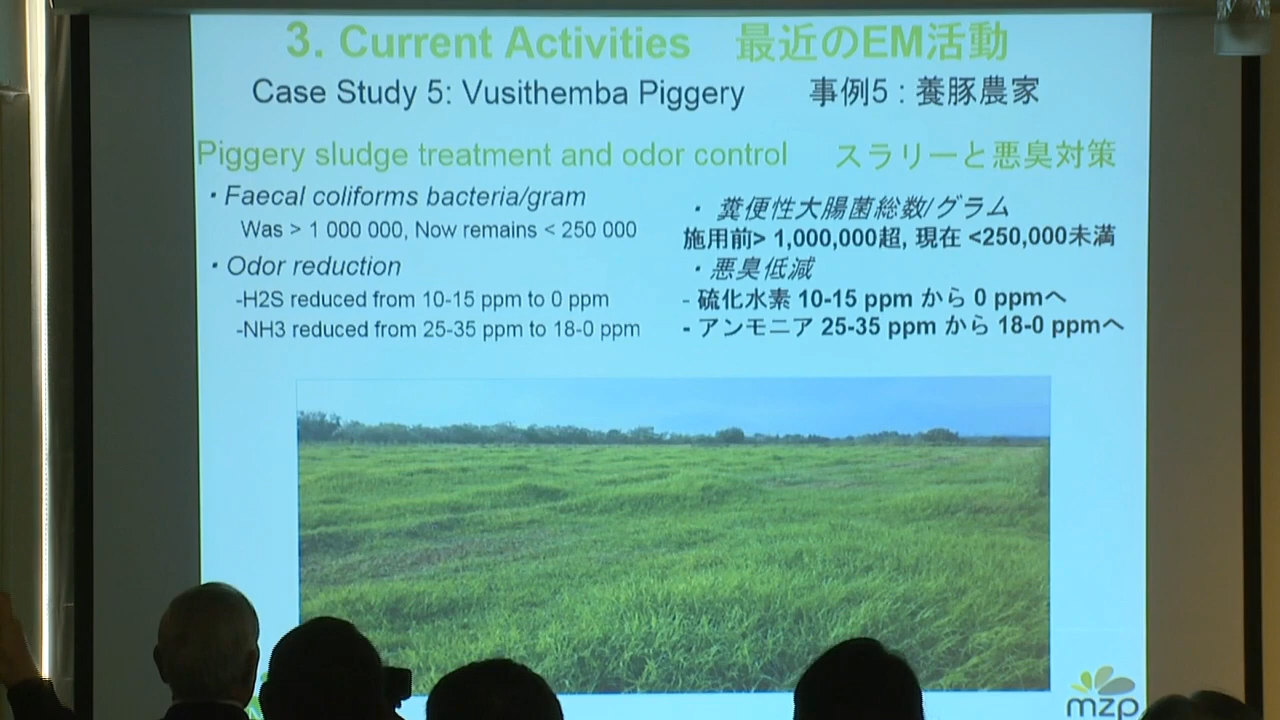 3. Current Activities 最近のEM活動
Case Study 5: Vusithemba Piggery 事例5 : 養豚農家
Piggery sludge treatment and odor control スラリーと悪臭対策
・Faecal coliforms bacteria/gram
Was > 1 000 000, Now remains < 250 000
・Odor reduction
-H2S reduced from 10-15 ppm to 0 ppm
-NH3 reduced from 25-35 ppm to 18-0 ppm
・ 糞便性大腸菌総数/グラム
施用前> 1,000,000超, 現在 <250,000未満
・悪臭低減
- 硫化水素 10-15 ppm から 0 ppmへ
- アンモニア 25-35 ppm から 18-0 ppmへ
mzp